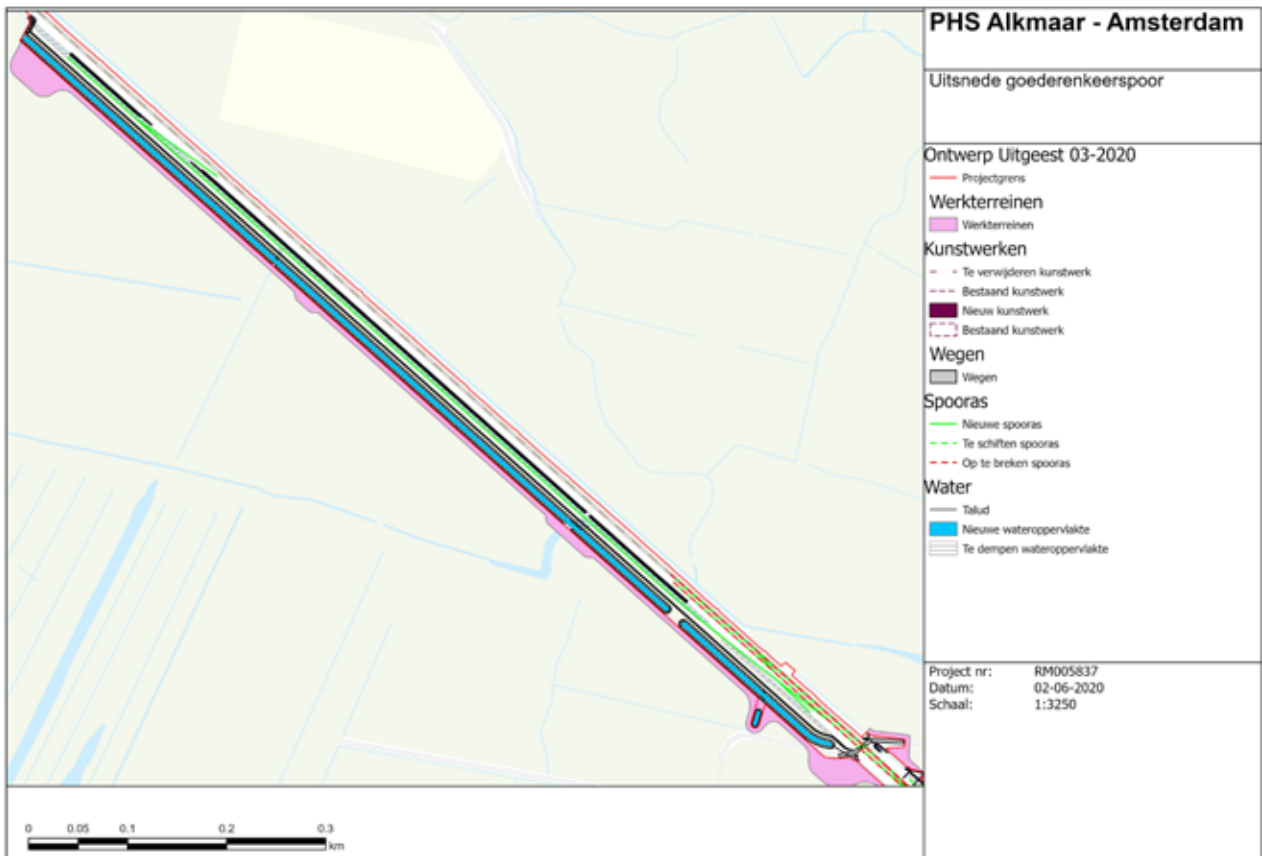 PHS Alkmaar - Amsterdam
Uitsnede goederenkeerspoor
Ontwerp Uitgeest 03-2020
Projectgrens
Werkterreinen
Werkterreinen
Kunstwerken
Te verwijderen kunstwerk
Bestaand kunstwerk
Nieuw kunstwerk
Bestaand kunstwerk
Wegen
Wegen
Spooras
Nieuwe spooras
Te schiften spooras
Op te breken spooras
Water
Talud
Nieuwe wateroppervlakte
Te dempen wateroppervlakte
Project nr: RM005837
Datum: 02-06-2020
Schaal: 1:3250
0 0.05 0.1 0.2 0.3
km